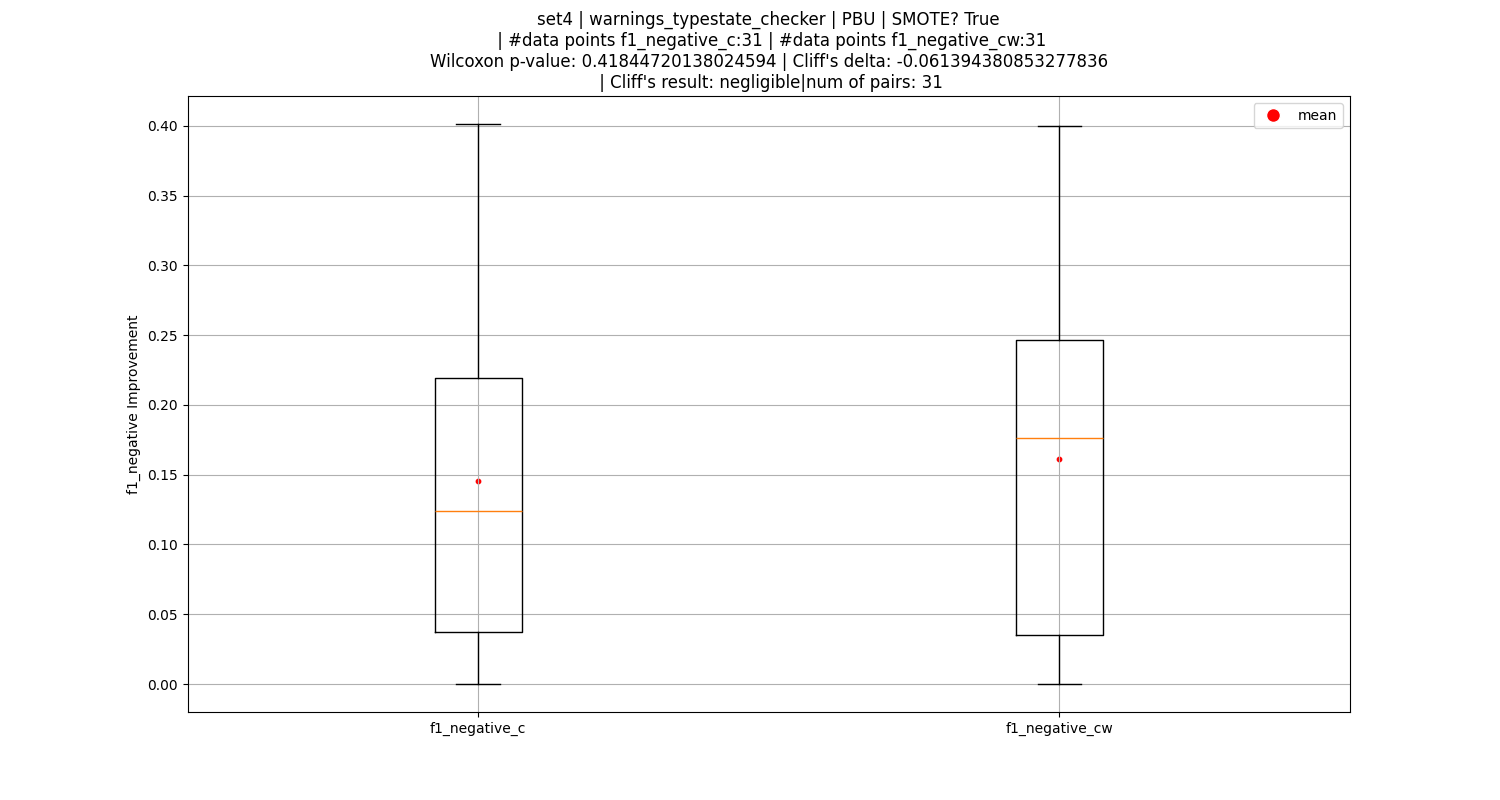 set4 | warnings_typestate_checker | PBU | SMOTE? True
| #data points f1_negative_c:31 | #data points f1_negative_cw:31
Wilcoxon p-value: 0.41844720138024594 | Cliff's delta: -0.061394380853277836
| Cliff's result: negligible|num of pairs: 31
mean
0.40
0.35
0.30
0.25
0.20
0.15
0.10
0.05
0.00
f1_negative Improvement
f1_negative_c
f1_negative_cw